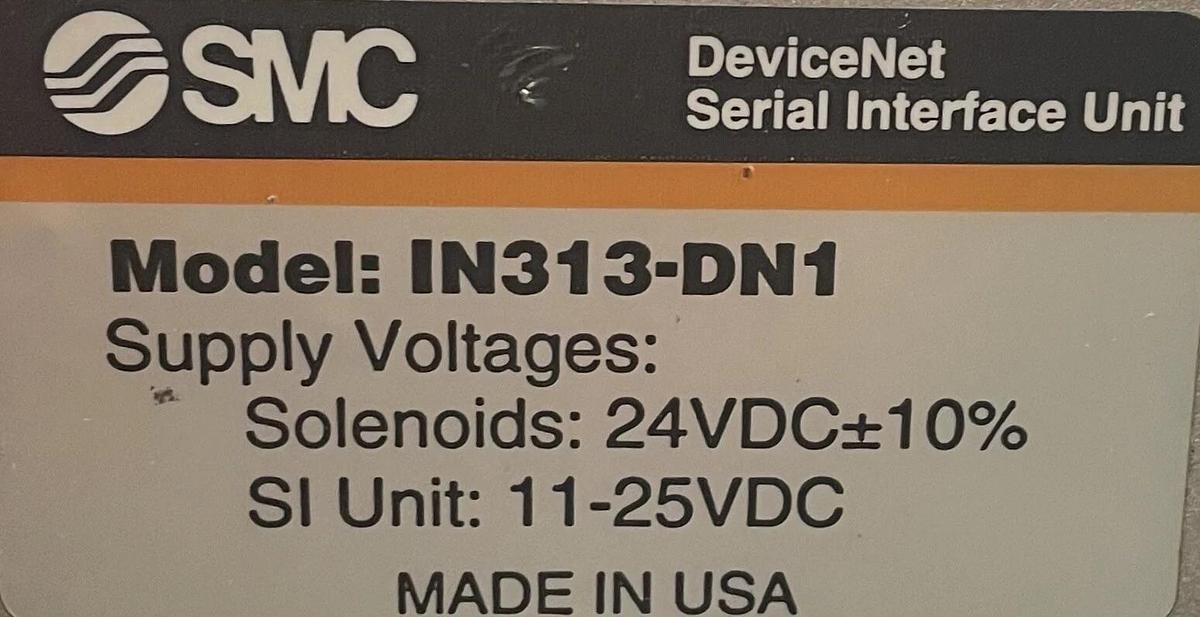 SMC
DeviceNet
Serial Interface Unit
Model: IN313-DN1
Supply Voltages:
Solenoids: 24VDC±10%
SI Unit: 11-25VDC
MADE IN USA